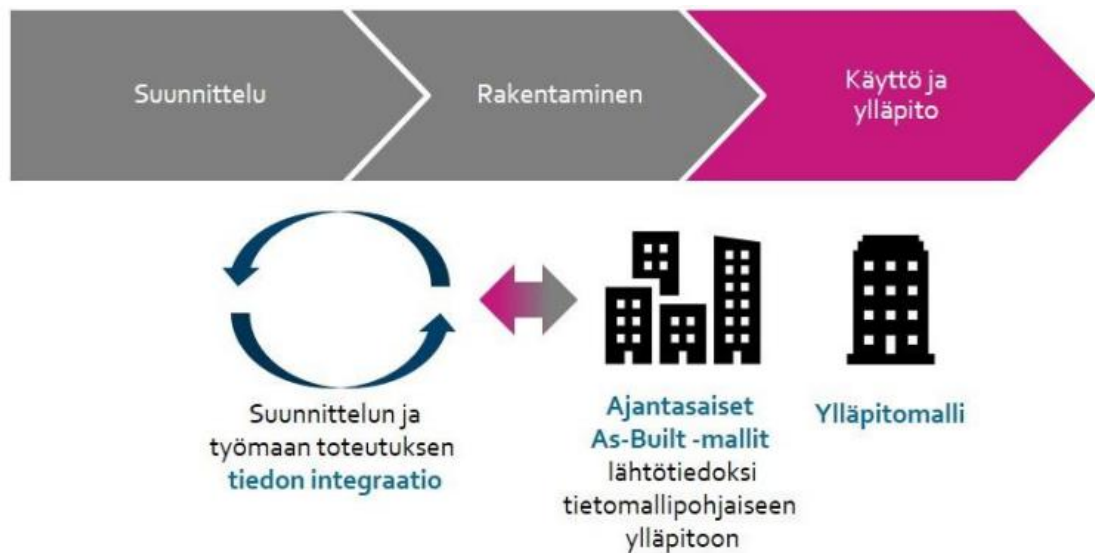 Suunnittelu
Rakentaminen
Käyttö ja
ylläpito
Suunnittelun ja
työmaan toteutuksen
tiedon integraatio
Ajantasaiset
As-Built -mallit
lähtötiedoksi
tietomallipohjaiseen
ylläpitoon
Ylläpitomalli